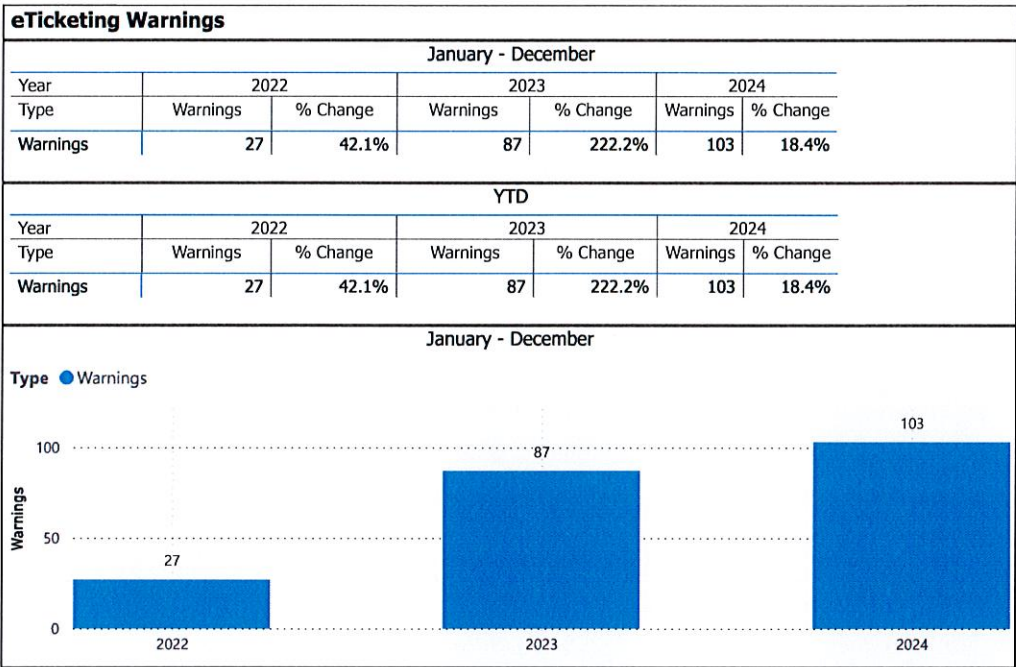 eTicketing Warnings
January - December
Year 2022 2023 2024
Type Warnings % Change Warnings % Change Warnings % Change
Warnings 27 42.1% 87 222.2% 103 18.4%
YTD
Year 2022 2023 2024
Type Warnings % Change Warnings % Change Warnings % Change
Warnings 27 42.1% 87 222.2% 103 18.4%
January - December
Type Warnings
Warnings
100
50
0
27
87
103
2022 2023 2024